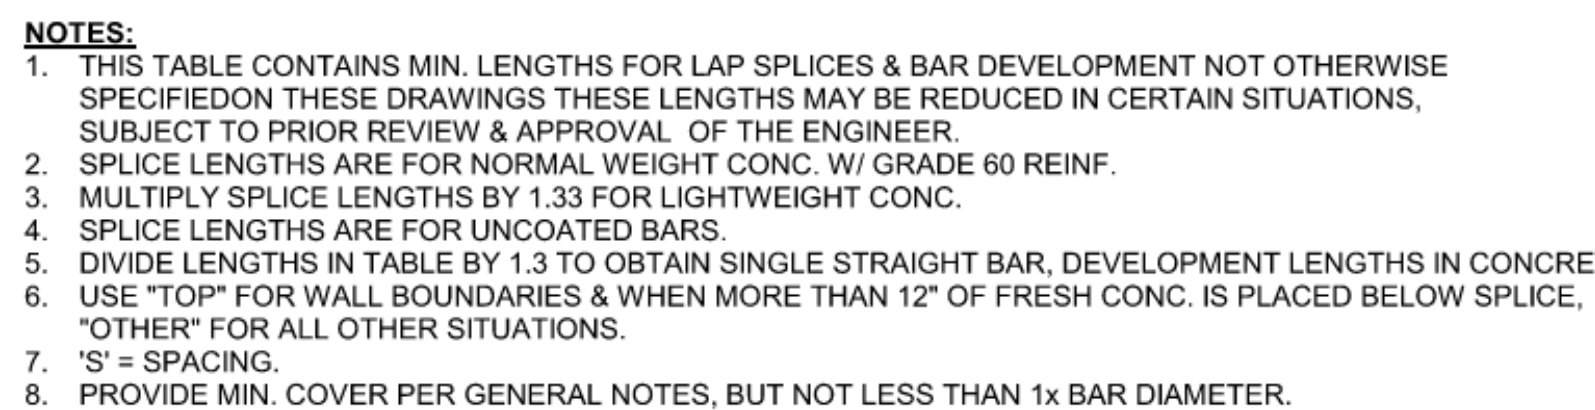 NOTES:
1. THIS TABLE CONTAINS MIN. LENGTHS FOR LAP SPLICES & BAR DEVELOPMENT NOT OTHERWISE
SPECIFIEDON THESE DRAWINGS THESE LENGTHS MAY BE REDUCED IN CERTAIN SITUATIONS,
SUBJECT TO PRIOR REVIEW & APPROVAL OF THE ENGINEER.
2. SPLICE LENGTHS ARE FOR NORMAL WEIGHT CONC. W/ GRADE 60 REINF.
3. MULTIPLY SPLICE LENGTHS BY 1.33 FOR LIGHTWEIGHT CONC.
4. SPLICE LENGTHS ARE FOR UNCOATED BARS.
5. DIVIDE LENGTHS IN TABLE BY 1.3 TO OBTAIN SINGLE STRAIGHT BAR, DEVELOPMENT LENGTHS IN CONCRE
6. USE "TOP" FOR WALL BOUNDARIES & WHEN MORE THAN 12" OF FRESH CONC. IS PLACED BELOW SPLICE,
"OTHER" FOR ALL OTHER SITUATIONS.
7. 'S' = SPACING.
8. PROVIDE MIN. COVER PER GENERAL NOTES, BUT NOT LESS THAN 1x BAR DIAMETER.